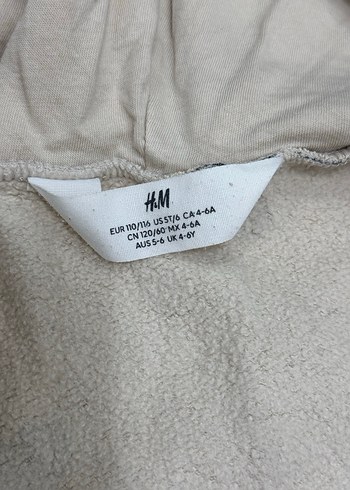 H&M
EUR 110/116 US 5T/6 CA 4-6A
CN 120/60 MX 4-6A
AUS 5-6 UK 4-6Y